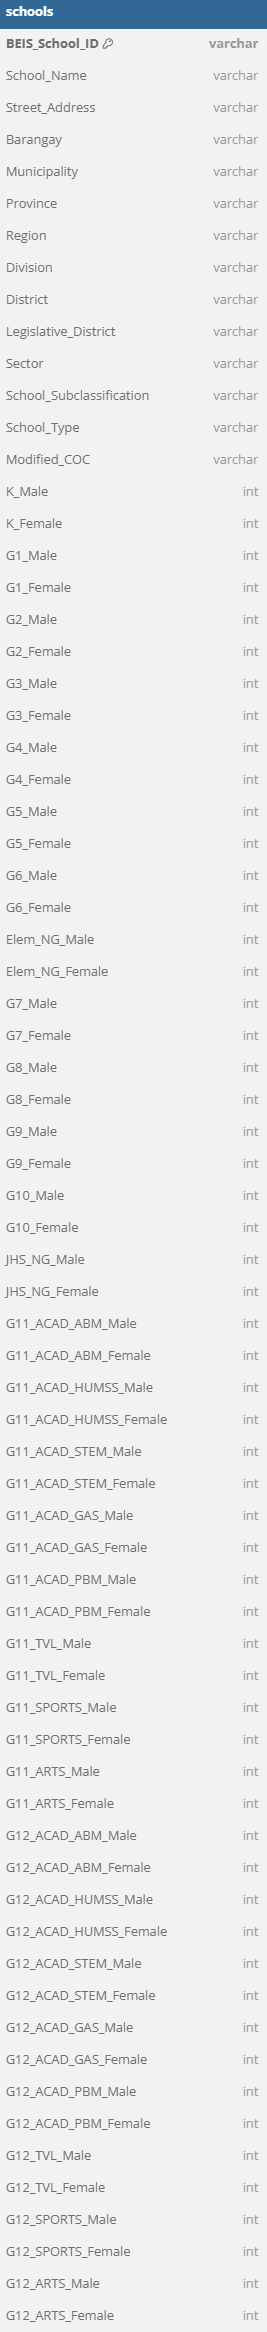 schools
BEIS_School_ID varchar
School_Name varchar
Street_Address varchar
Barangay varchar
Municipality varchar
Province varchar
Region varchar
Division varchar
District varchar
Legislative_District varchar
Sector varchar
School_Subclassification varchar
School_Type varchar
Modified_COC varchar
K_Male int
K_Female int
G1_Male int
G1_Female int
G2_Male int
G2_Female int
G3_Male int
G3_Female int
G4_Male int
G4_Female int
G5_Male int
G5_Female int
G6_Male int
G6_Female int
Elem_NG_Male int
Elem_NG_Female int
G7_Male int
G7_Female int
G8_Male int
G8_Female int
G9_Male int
G9_Female int
G10_Male int
G10_Female int
JHS_NG_Male int
JHS_NG_Female int
G11_ACAD_ABM_Male int
G11_ACAD_ABM_Female int
G11_ACAD_HUMSS_Male int
G11_ACAD_HUMSS_Female int
G11_ACAD_STEM_Male int
G11_ACAD_STEM_Female int
G11_ACAD_GAS_Male int
G11_ACAD_GAS_Female int
G11_ACAD_PBM_Male int
G11_ACAD_PBM_Female int
G11_TVL_Male int
G11_TVL_Female int
G11_SPORTS_Male int
G11_SPORTS_Female int
G11_ARTS_Male int
G11_ARTS_Female int
G12_ACAD_ABM_Male int
G12_ACAD_ABM_Female int
G12_ACAD_HUMSS_Male int
G12_ACAD_HUMSS_Female int
G12_ACAD_STEM_Male int
G12_ACAD_STEM_Female int
G12_ACAD_GAS_Male int
G12_ACAD_GAS_Female int
G12_ACAD_PBM_Male int
G12_ACAD_PBM_Female int
G12_TVL_Male int
G12_TVL_Female int
G12_SPORTS_Male int
G12_SPORTS_Female int
G12_ARTS_Male int
G12_ARTS_Female int